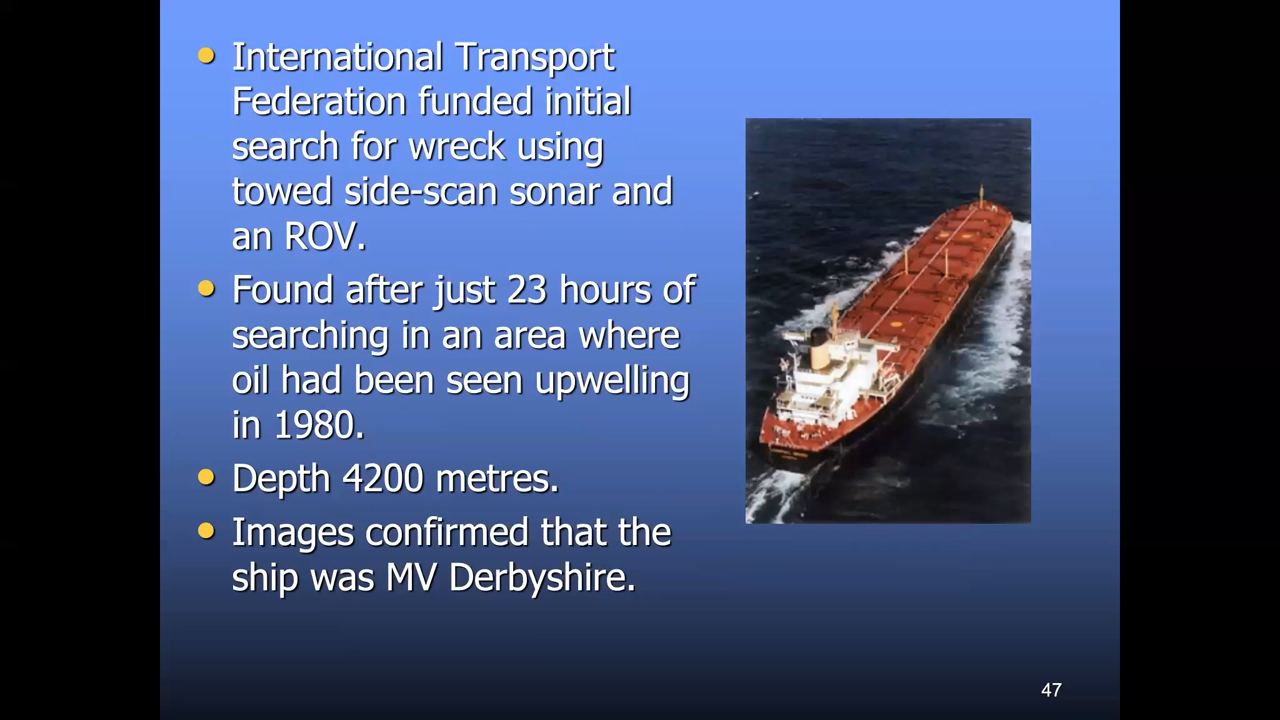 International Transport
Federation funded initial
search for wreck using
towed side-scan sonar and
an ROV.
Found after just 23 hours of
searching in an area where
oil had been seen upwelling
in 1980.
Depth 4200 metres.
Images confirmed that the
ship was MV Derbyshire.
47